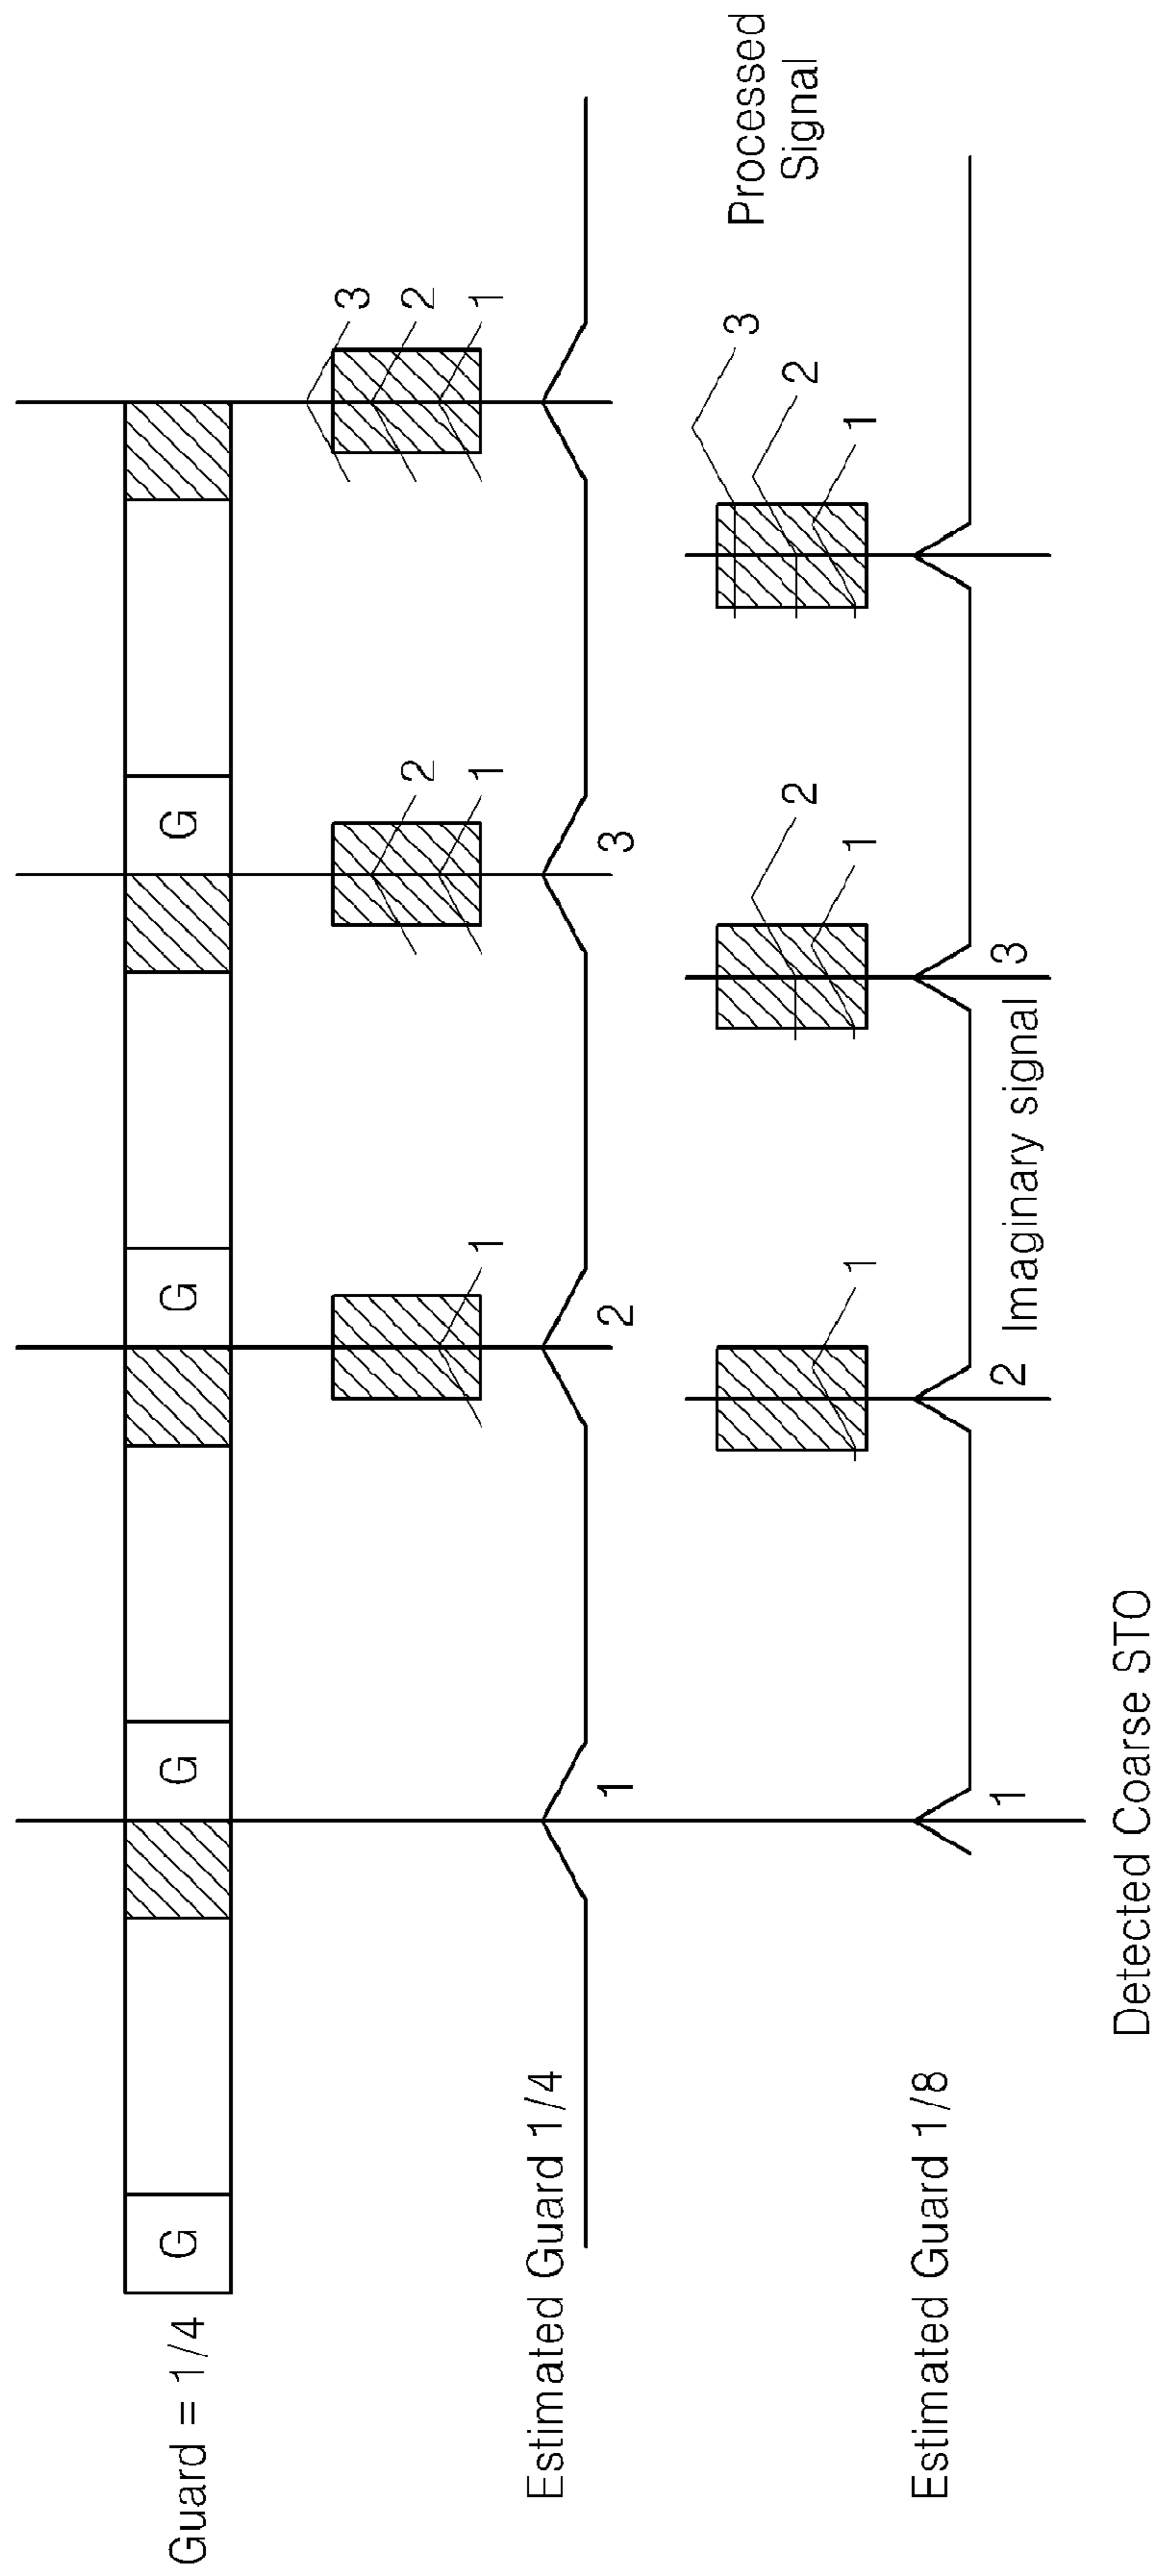 Guard = 1/4
G G G G
3
2 2
1 1 1
Estimated Guard 1/4
1 2 3
3
Processed
Signal
2 2
1 1 1
Estimated Guard 1/8
1 2 3
Imaginary signal
Detected Coarse STO